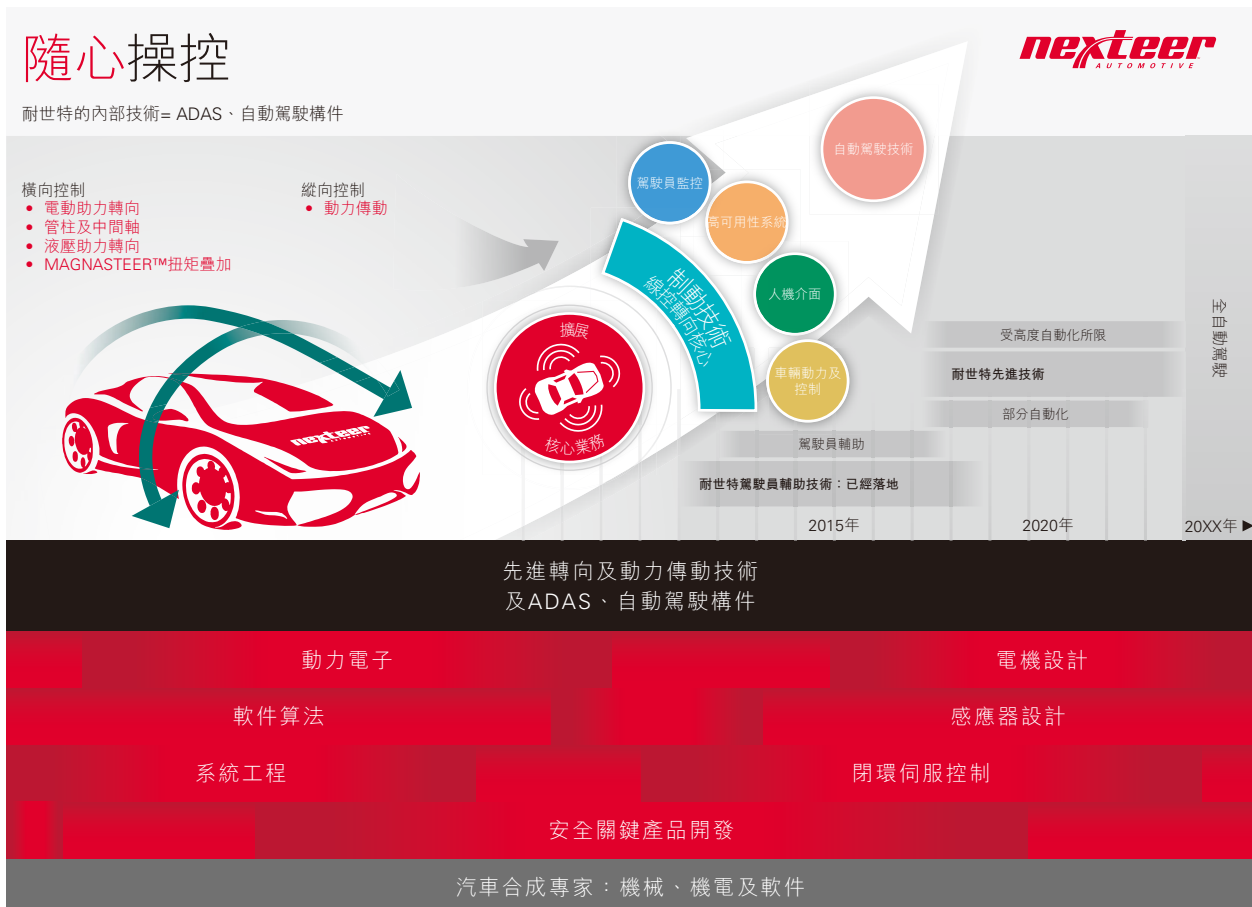 隨心操控
nexteer
AUTOMOTIVE
耐世特的內部技術= ADAS、自動駕駛構件
橫向控制
• 電動助力轉向
• 管柱及中間軸
• 液壓助力轉向
• MAGNASTEER™扭矩疊加
縱向控制
• 動力傳動
自動駕駛技術
駕駛員監控
高可用性系統
人機介面
車輛動力及
控制
制動技術
線控轉向核心
擴展
核心業務
nexteer
AUTOMOTIVE
受高度自動化所限
耐世特先進技術
部分自動化
駕駛員輔助
耐世特駕駛員輔助技術：已經落地
全自動駕駛
2015年
2020年
20XX年
先進轉向及動力傳動技術
及ADAS、自動駕駛構件
動力電子
電機設計
軟件算法
感應器設計
系統工程
閉環伺服控制
安全關鍵產品開發
汽車合成專家：機械、機電及軟件